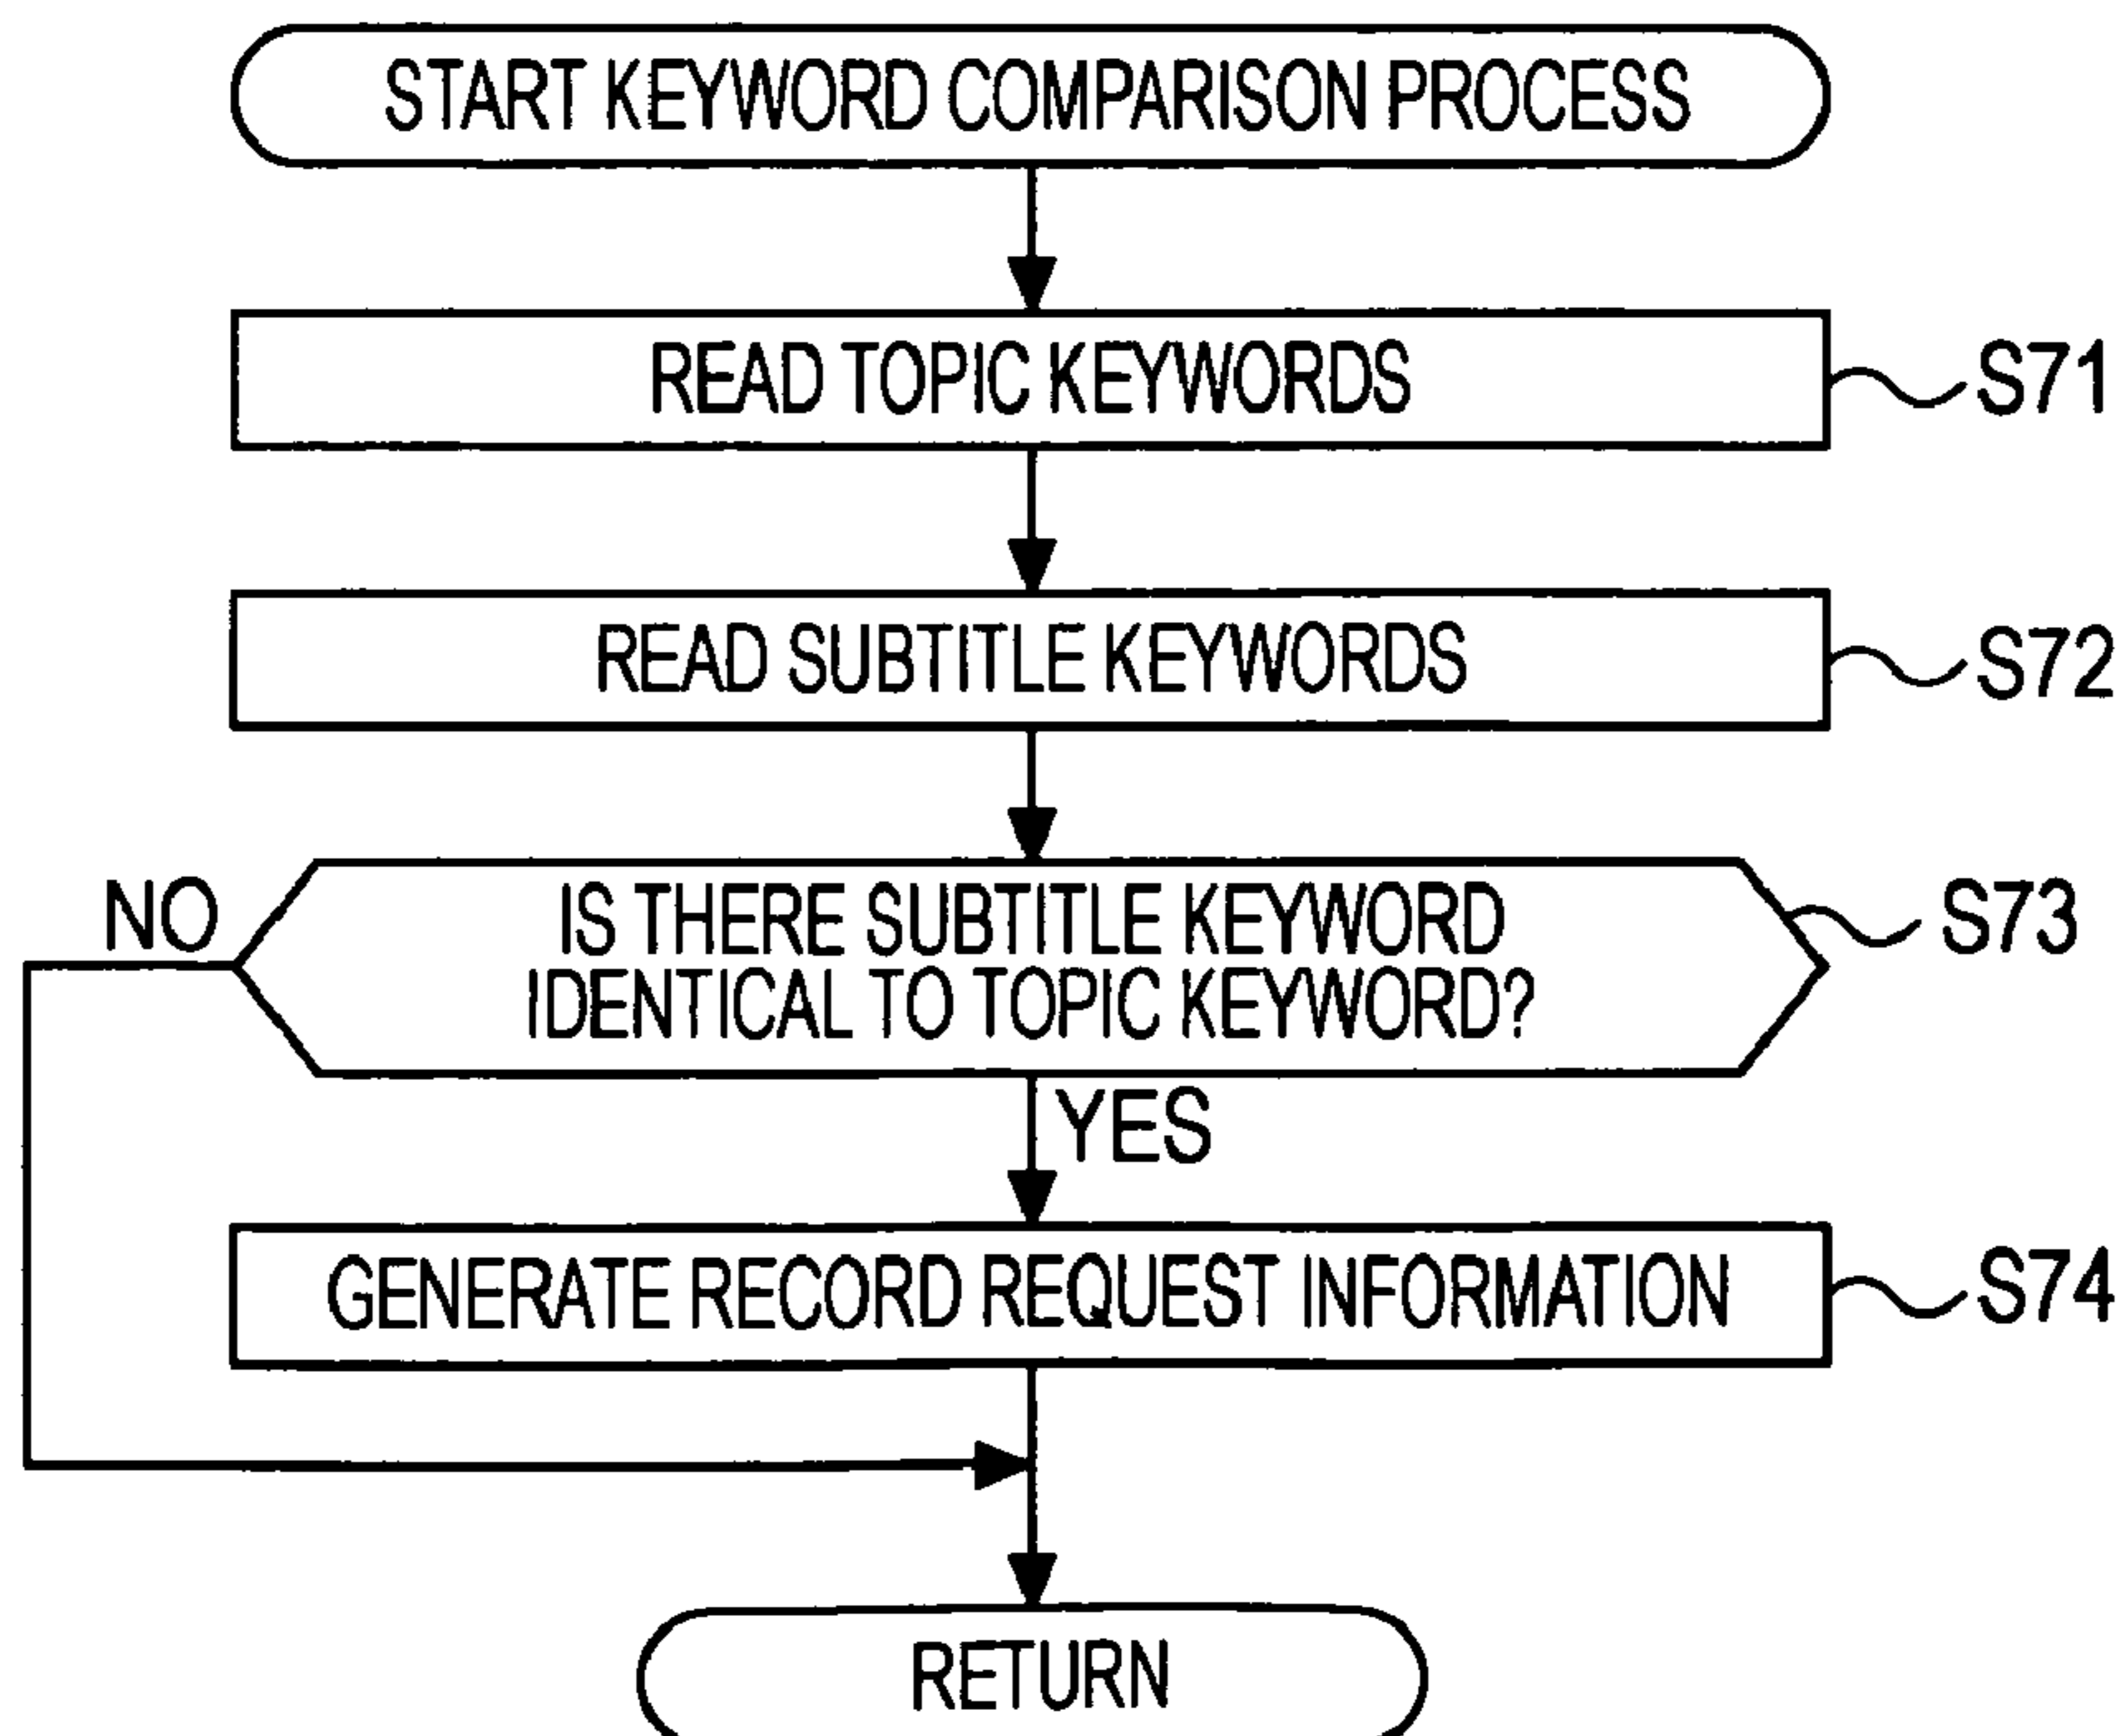 START KEYWORD COMPARISON PROCESS
READ TOPIC KEYWORDS
S71
READ SUBTITLE KEYWORDS
S72
NO
IS THERE SUBTITLE KEYWORD
IDENTICAL TO TOPIC KEYWORD?
S73
YES
GENERATE RECORD REQUEST INFORMATION
S74
RETURN